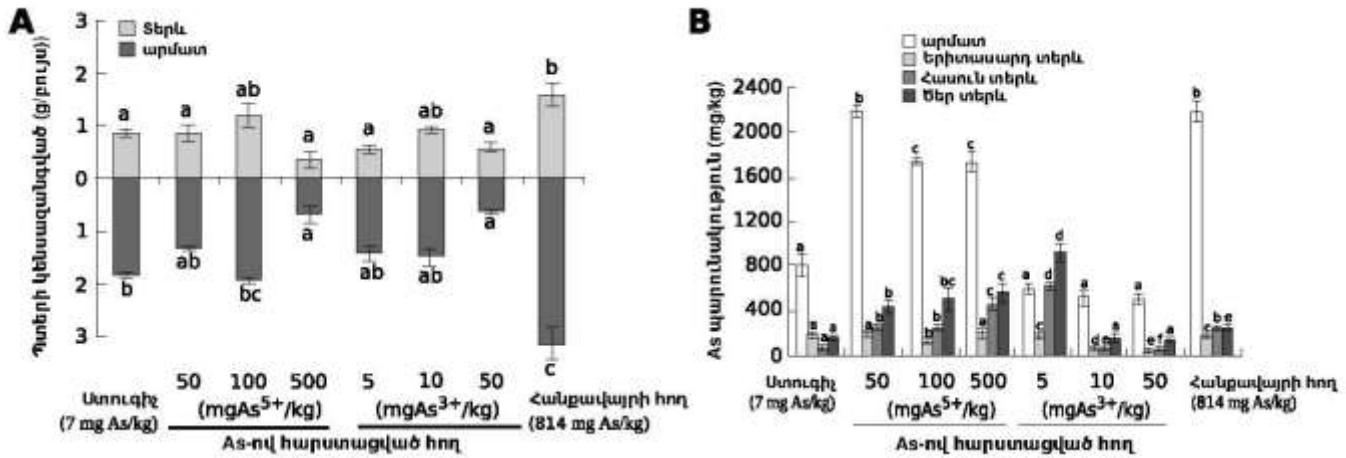 A
Պտերի կենսազանգված (գ/բույս))
3
2
1
0
1
2
3
Տերև
արմատ
a
a
ab
a
a
ab
a
b
b
ab
bc
a
ab
ab
a
c
Ստուգիչ
(7 mg As/kg)
50 100 500
(mgAs⁵⁺/kg)
5 10 50
(mgAs³⁺/kg)
Հանքավայրի հող
(814 mg As/kg)
As-ով հարստացված հող
B
As պարունակություն (mg/kg)
2400
2000
1600
1200
800
400
0
արմատ
Երիտասարդ տերև
Հասուն տերև
Ծեր տերև
a a a a
b a b b
c b b bc
c a c c
a c d d
a d e a
a e f a
b a b e
Ստուգիչ
(7 mg As/kg)
50 100 500
(mgAs⁵⁺/kg)
5 10 50
(mgAs³⁺/kg)
Հանքավայրի հող
(814 mg As/kg)
As-ով հարստացված հող